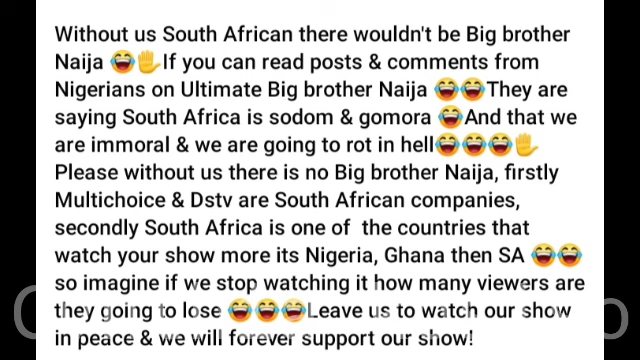 Without us South African there wouldn't be Big brother
Naija 😂✋If you can read posts & comments from
Nigerians on Ultimate Big brother Naija 😂😂They are
saying South Africa is sodom & gomora 😂And that we
are immoral & we are going to rot in hell😂😂😂✋
Please without us there is no Big brother Naija, firstly
Multichoice & Dstv are South African companies,
secondly South Africa is one of the countries that
watch your show more its Nigeria, Ghana then SA 😂😂
so imagine if we stop watching it how many viewers are
they going to lose 😂😂😂Leave us to watch our show
in peace & we will forever support our show!